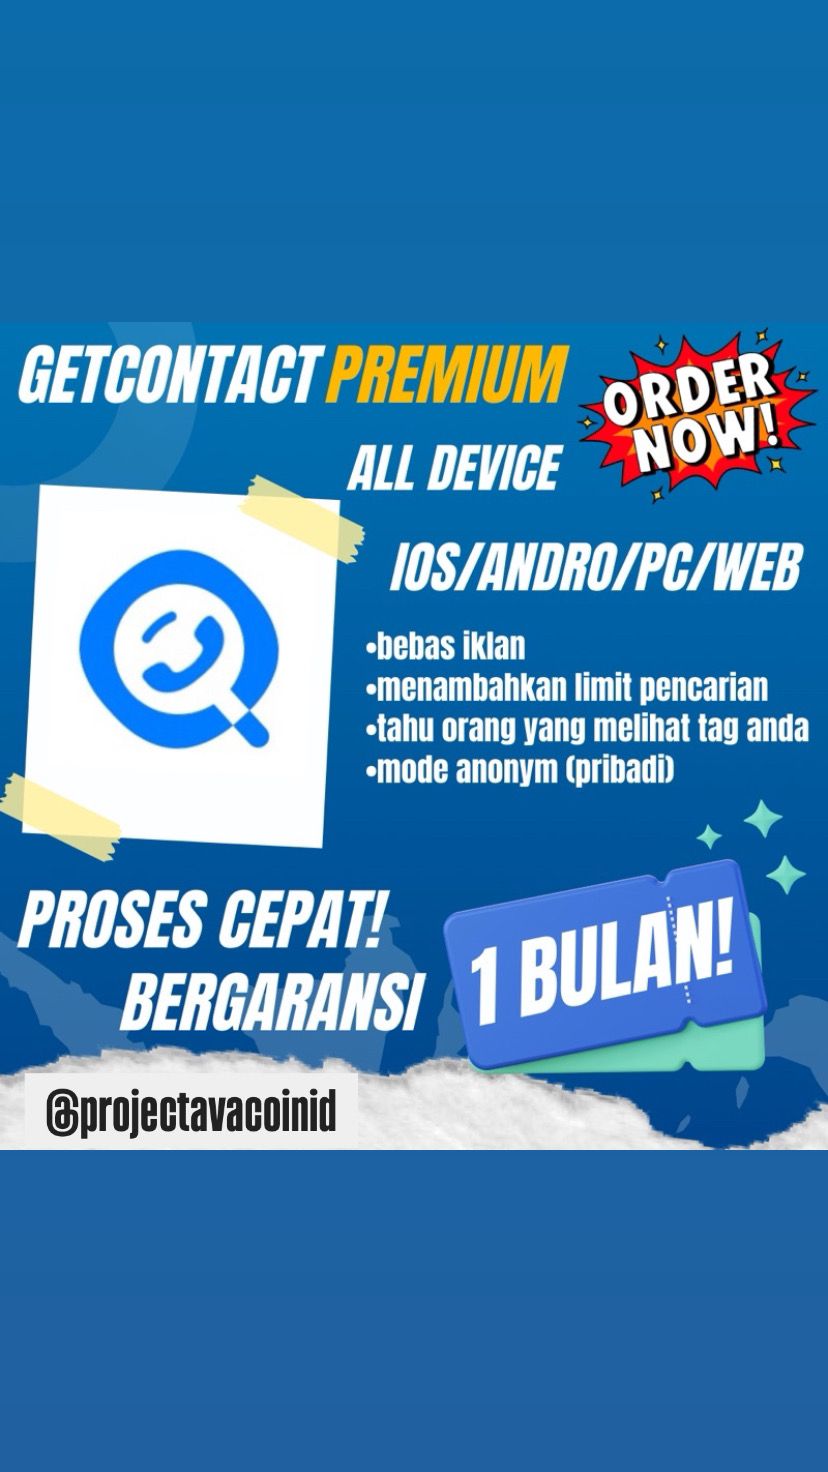 GETCONTACT PREMIUM
ORDER
NOW!
ALL DEVICE
IOS/ANDRO/PC/WEB
•bebas iklan
•menambahkan limit pencarian
•tahu orang yang melihat tag anda
•mode anonym (pribadi)
PROSES CEPAT!
BERGARANSI
1 BULAN!
@projectavacoinid